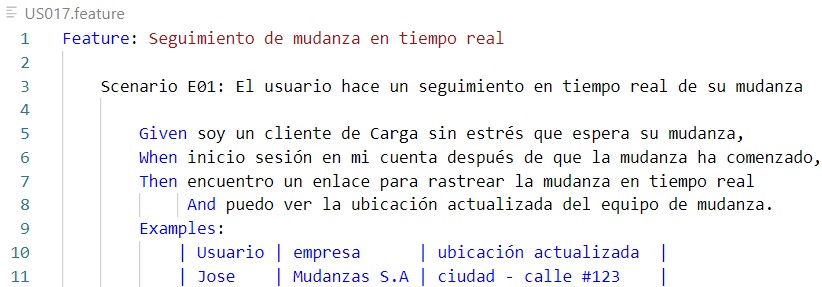 US017.feature
1 Feature: Seguimiento de mudanza en tiempo real
2
3 Scenario E01: El usuario hace un seguimiento en tiempo real de su mudanza
4
5 Given soy un cliente de Carga sin estrés que espera su mudanza,
6 When inicio sesión en mi cuenta después de que la mudanza ha comenzado,
7 Then encuentro un enlace para rastrear la mudanza en tiempo real
8 And puedo ver la ubicación actualizada del equipo de mudanza.
9 Examples:
10 | Usuario | empresa | ubicación actualizada |
11 | Jose | Mudanzas S.A | ciudad - calle #123 |